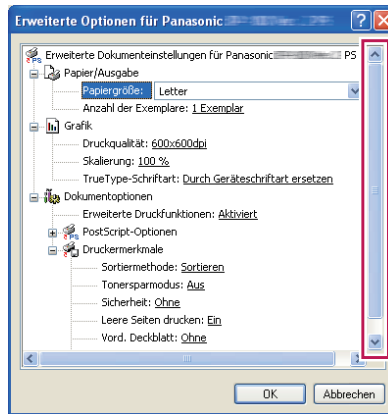 Erweiterte Optionen für Panasonic
Erweiterte Dokumenteinstellungen für Panasonic PS
Papier/Ausgabe
Papiergröße: Letter
Anzahl der Exemplare: 1 Exemplar
Grafik
Druckqualität: 600x600dpi
Skalierung: 100 %
TrueType-Schriftart: Durch Geräteschriftart ersetzen
Dokumentoptionen
Erweiterte Druckfunktionen: Aktiviert
PostScript-Optionen
Druckermerkmale
Sortiermethode: Sortieren
Tonersparmodus: Aus
Sicherheit: Ohne
Leere Seiten drucken: Ein
Vord. Deckblatt: Ohne
OK Abbrechen